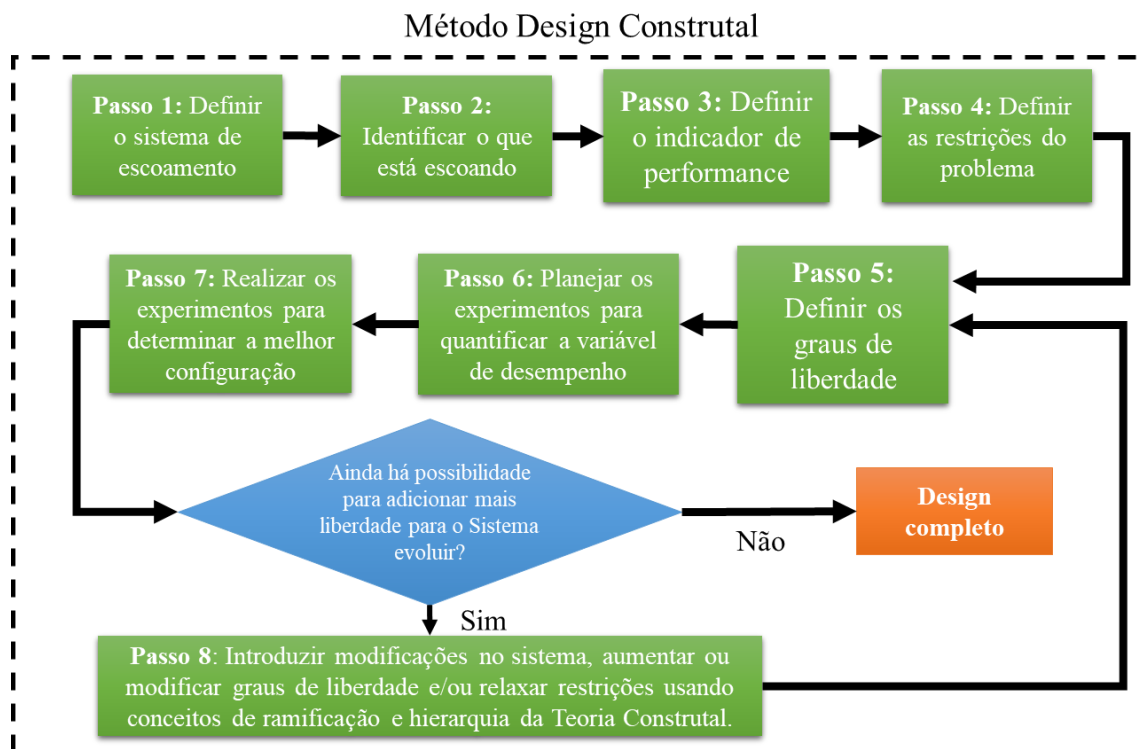 Método Design Construtal
Passo 1: Definir
o sistema de
escoamento
Passo 2:
Identificar o que
está escoando
Passo 3: Definir
o indicador de
performance
Passo 4: Definir
as restrições do
problema
Passo 5:
Definir os
graus de
liberdade
Passo 6: Planejar os
experimentos para
quantificar a variável
de desempenho
Passo 7: Realizar os
experimentos para
determinar a melhor
configuração
Ainda há possibilidade
para adicionar mais
liberdade para o Sistema
evoluir?
Não
Design
completo
Sim
Passo 8: Introduzir modificações no sistema, aumentar ou
modificar graus de liberdade e/ou relaxar restrições usando
conceitos de ramificação e hierarquia da Teoria Construtal.